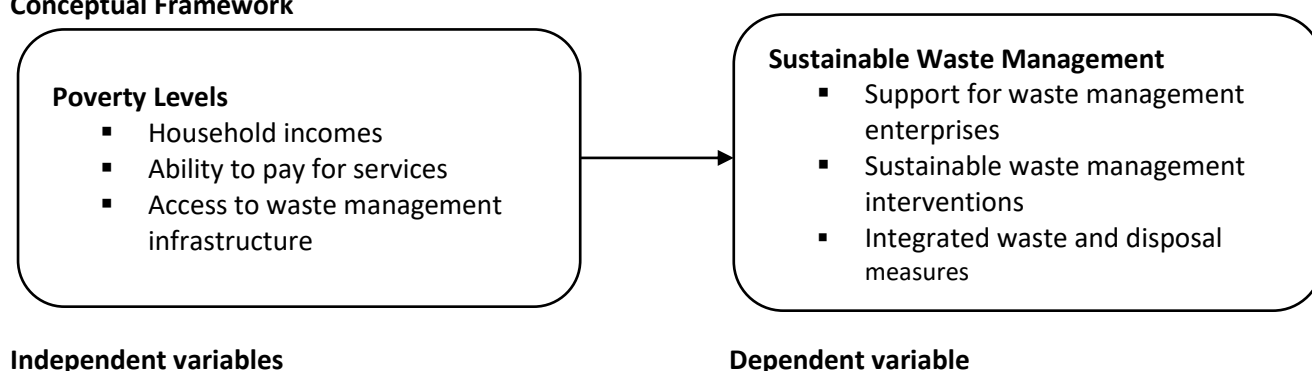 Conceptual Framework
Poverty Levels
▪ Household incomes
▪ Ability to pay for services
▪ Access to waste management
infrastructure
Sustainable Waste Management
▪ Support for waste management
enterprises
▪ Sustainable waste management
interventions
▪ Integrated waste and disposal
measures
Independent variables
Dependent variable